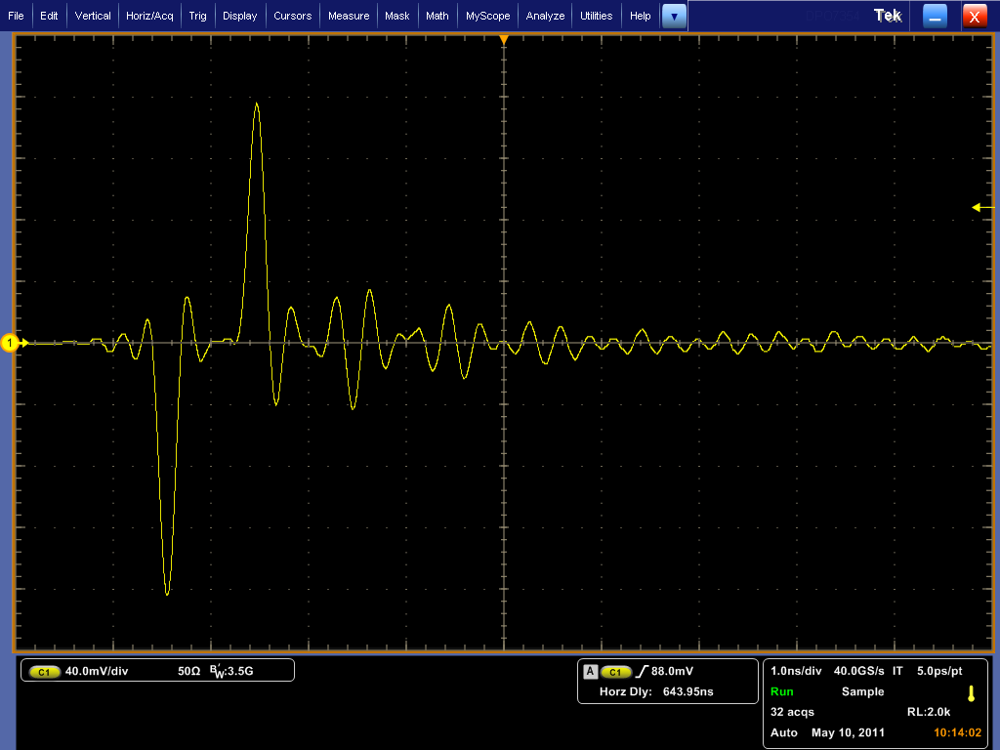 File Edit Vertical Horiz/Acq Trig Display Cursors Measure Mask Math MyScope Analyze Utilities Help Tek X
1
C1 40.0mV/div 50Ω BW:3.5G
A C1 88.0mV
Horz Dly: 643.95ns
1.0ns/div 40.0GS/s IT 5.0ps/pt
Run Sample
32 acqs RL:2.0k
Auto May 10, 2011 10:14:02